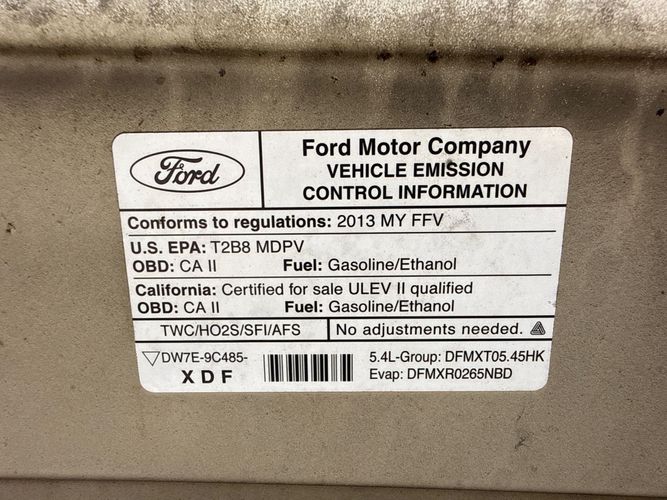 Ford
Ford Motor Company
VEHICLE EMISSION
CONTROL INFORMATION
Conforms to regulations: 2013 MY FFV
U.S. EPA: T2B8 MDPV
OBD: CA II Fuel: Gasoline/Ethanol
California: Certified for sale ULEV II qualified
OBD: CA II Fuel: Gasoline/Ethanol
TWC/HO2S/SFI/AFS No adjustments needed.
DW7E-9C485- 5.4L-Group: DFMXT05.45HK
XDF Evap: DFMXR0265NBD